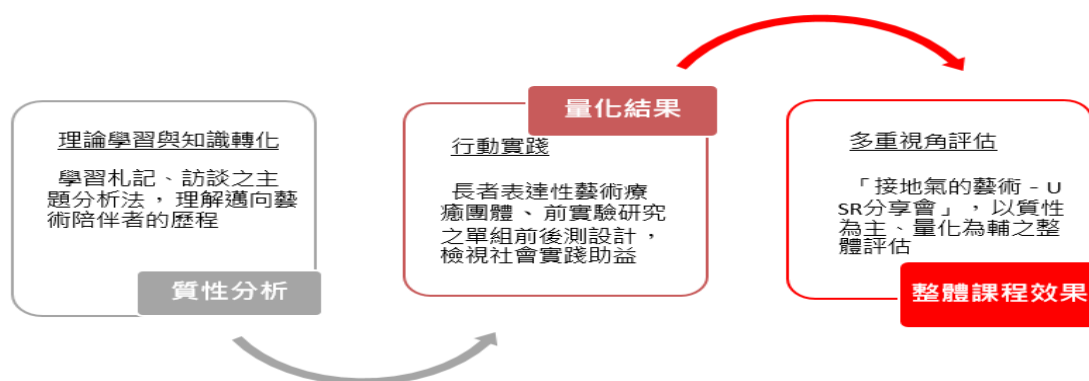 理論學習與知識轉化
學習札記、訪談之主
題分析法，理解邁向藝
術陪伴者的歷程
質性分析
量化結果
行動實踐
長者表達性藝術療
癒團體、前實驗研究
之單組前後測設計，
檢視社會實踐助益
多重視角評估
「接地氣的藝術－U
SR分享會」，以質性
為主、量化為輔之整
體評估
整體課程效果